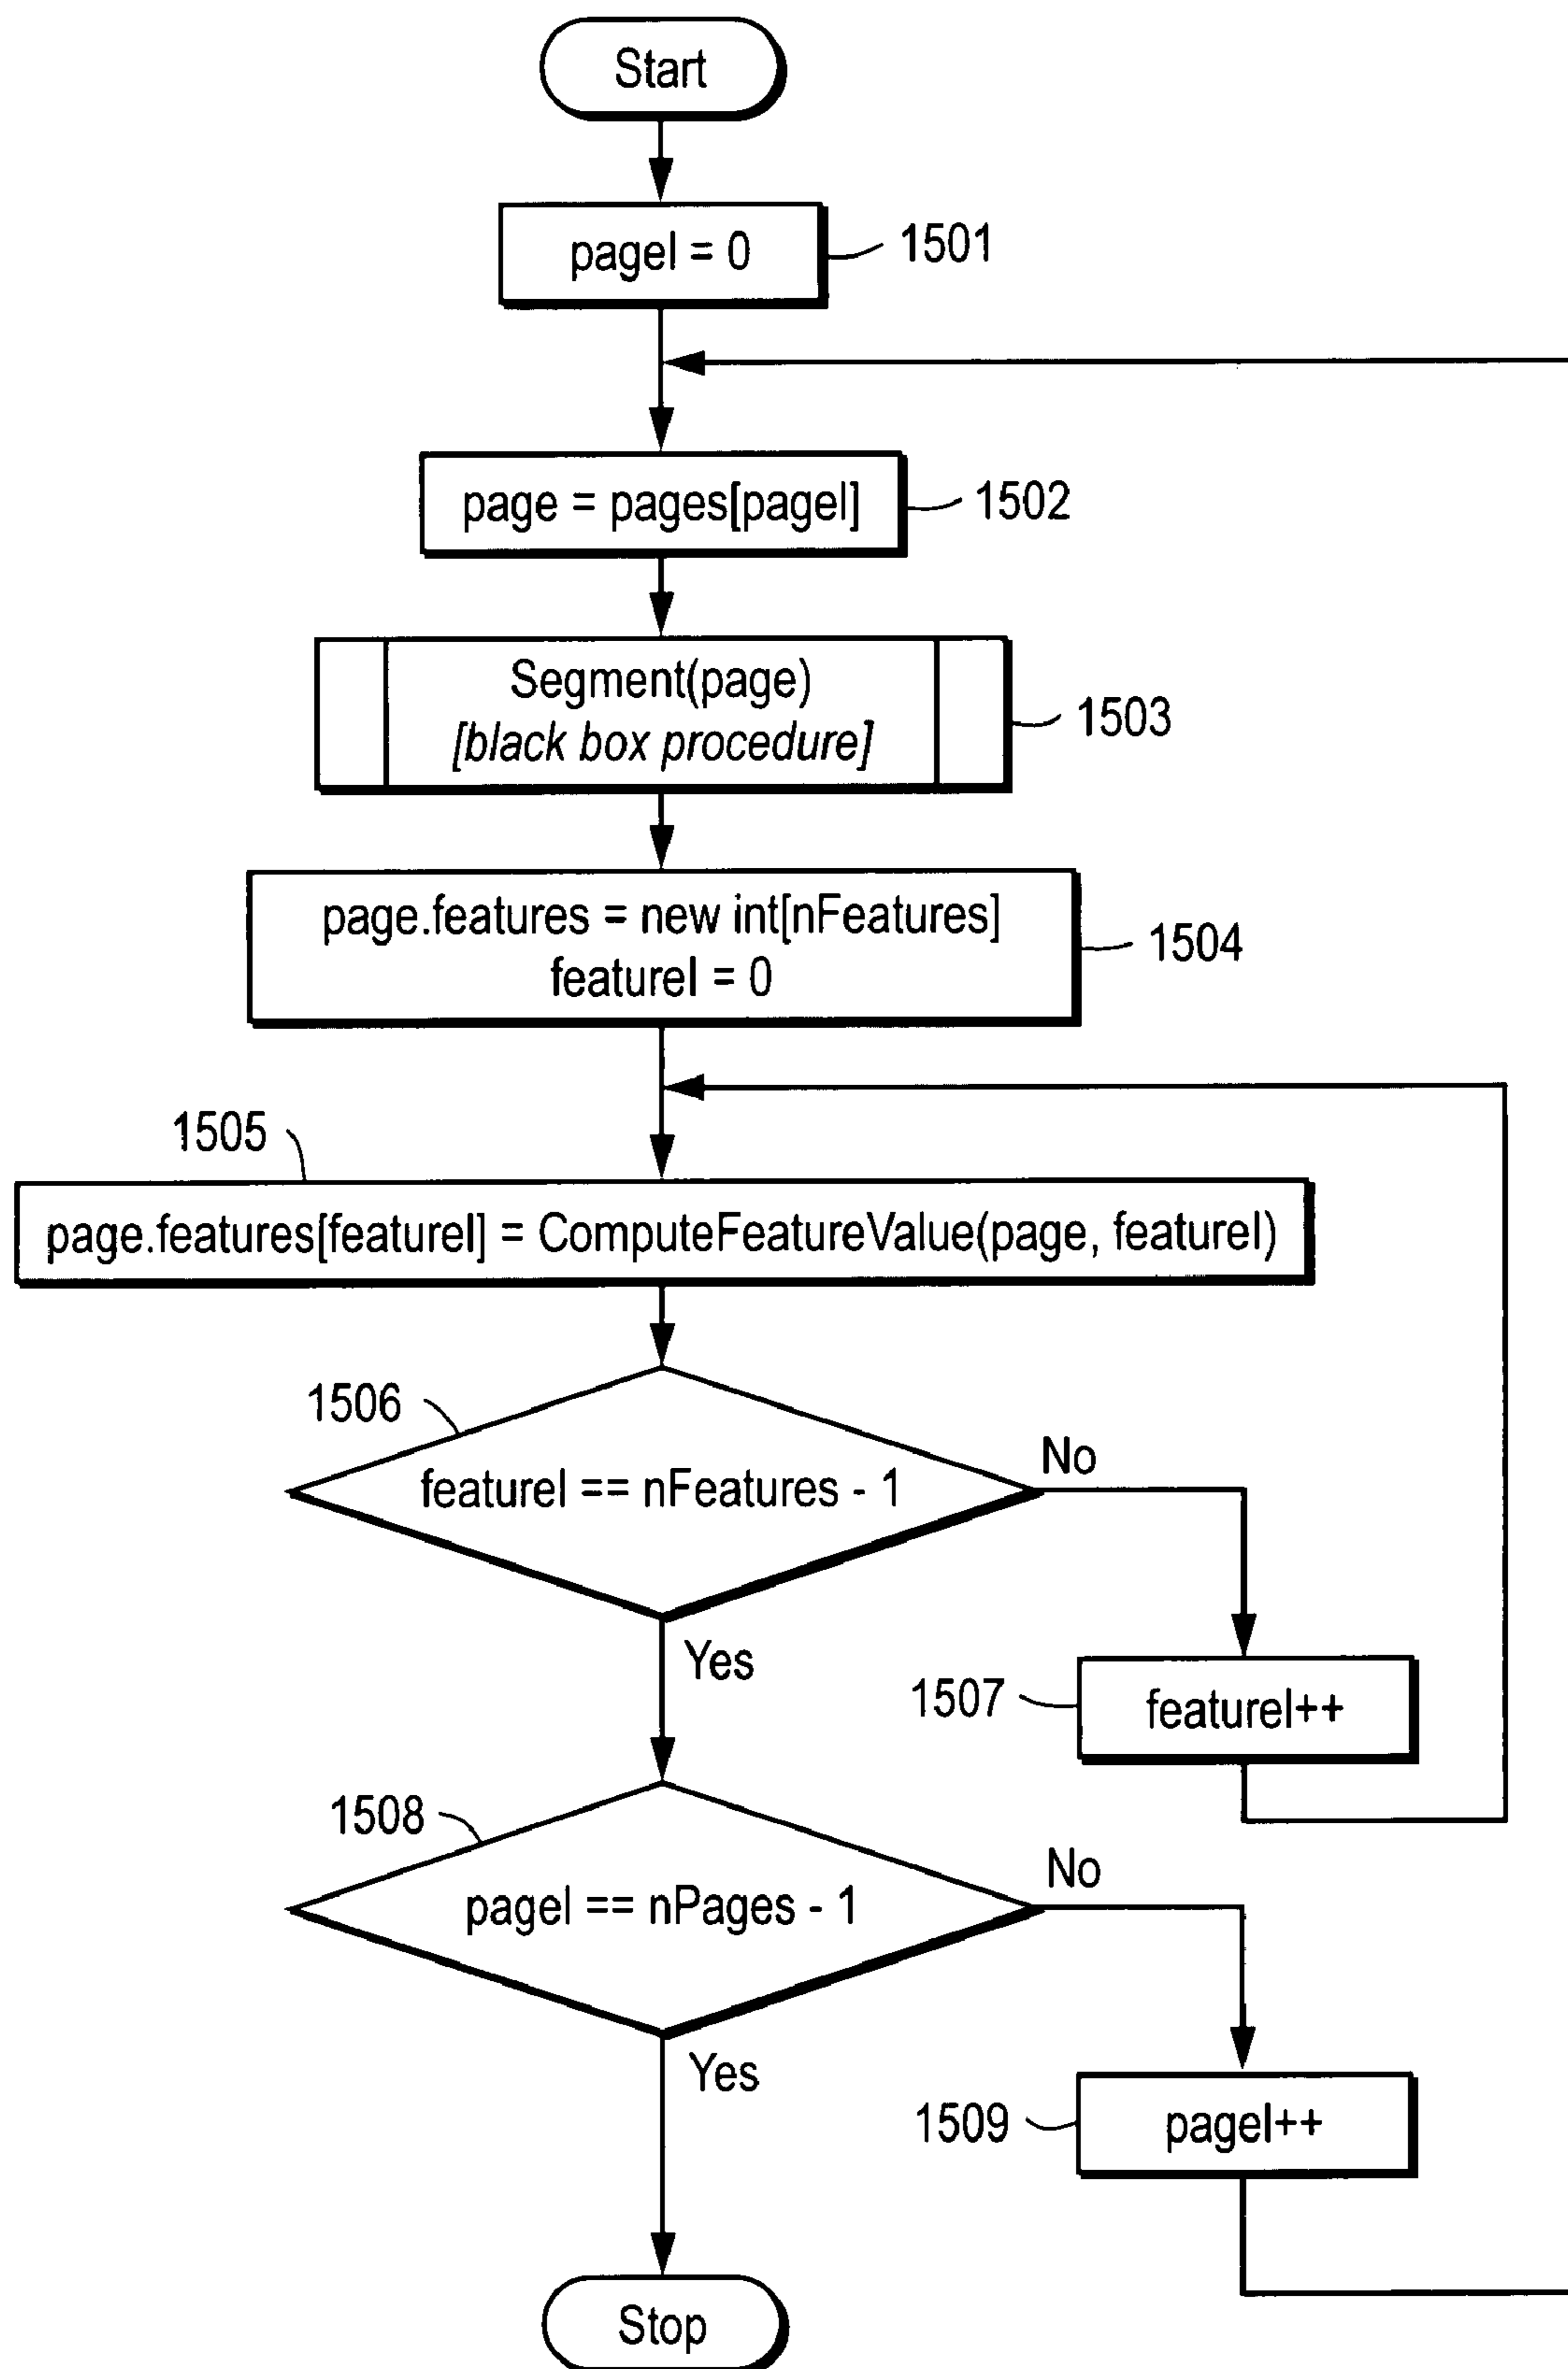 Start
pageI = 0
1501
page = pages[pageI]
1502
Segment(page)
[black box procedure]
1503
page.features = new int[nFeatures]
featureI = 0
1504
1505
page.features[featureI] = ComputeFeatureValue(page, featureI)
1506
featureI == nFeatures - 1
No
Yes
1507
featureI++
1508
pageI == nPages - 1
No
Yes
1509
pageI++
Stop